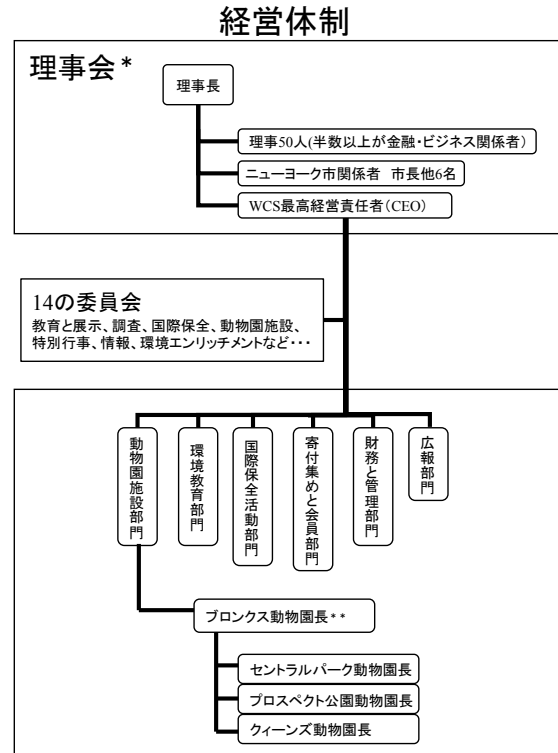 経営体制
理事会*
理事長
理事50人(半数以上が金融・ビジネス関係者)
ニューヨーク市関係者 市長他6名
WCS最高経営責任者(CEO)
14の委員会
教育と展示、調査、国際保全、動物園施設、
特別行事、情報、環境エンリッチメントなど・・・
動物園施設部門
環境教育部門
国際保全活動部門
寄付集めと会員部門
財務と管理部門
広報部門
ブロンクス動物園長**
セントラルパーク動物園長
プロスペクト公園動物園長
クィーンズ動物園長